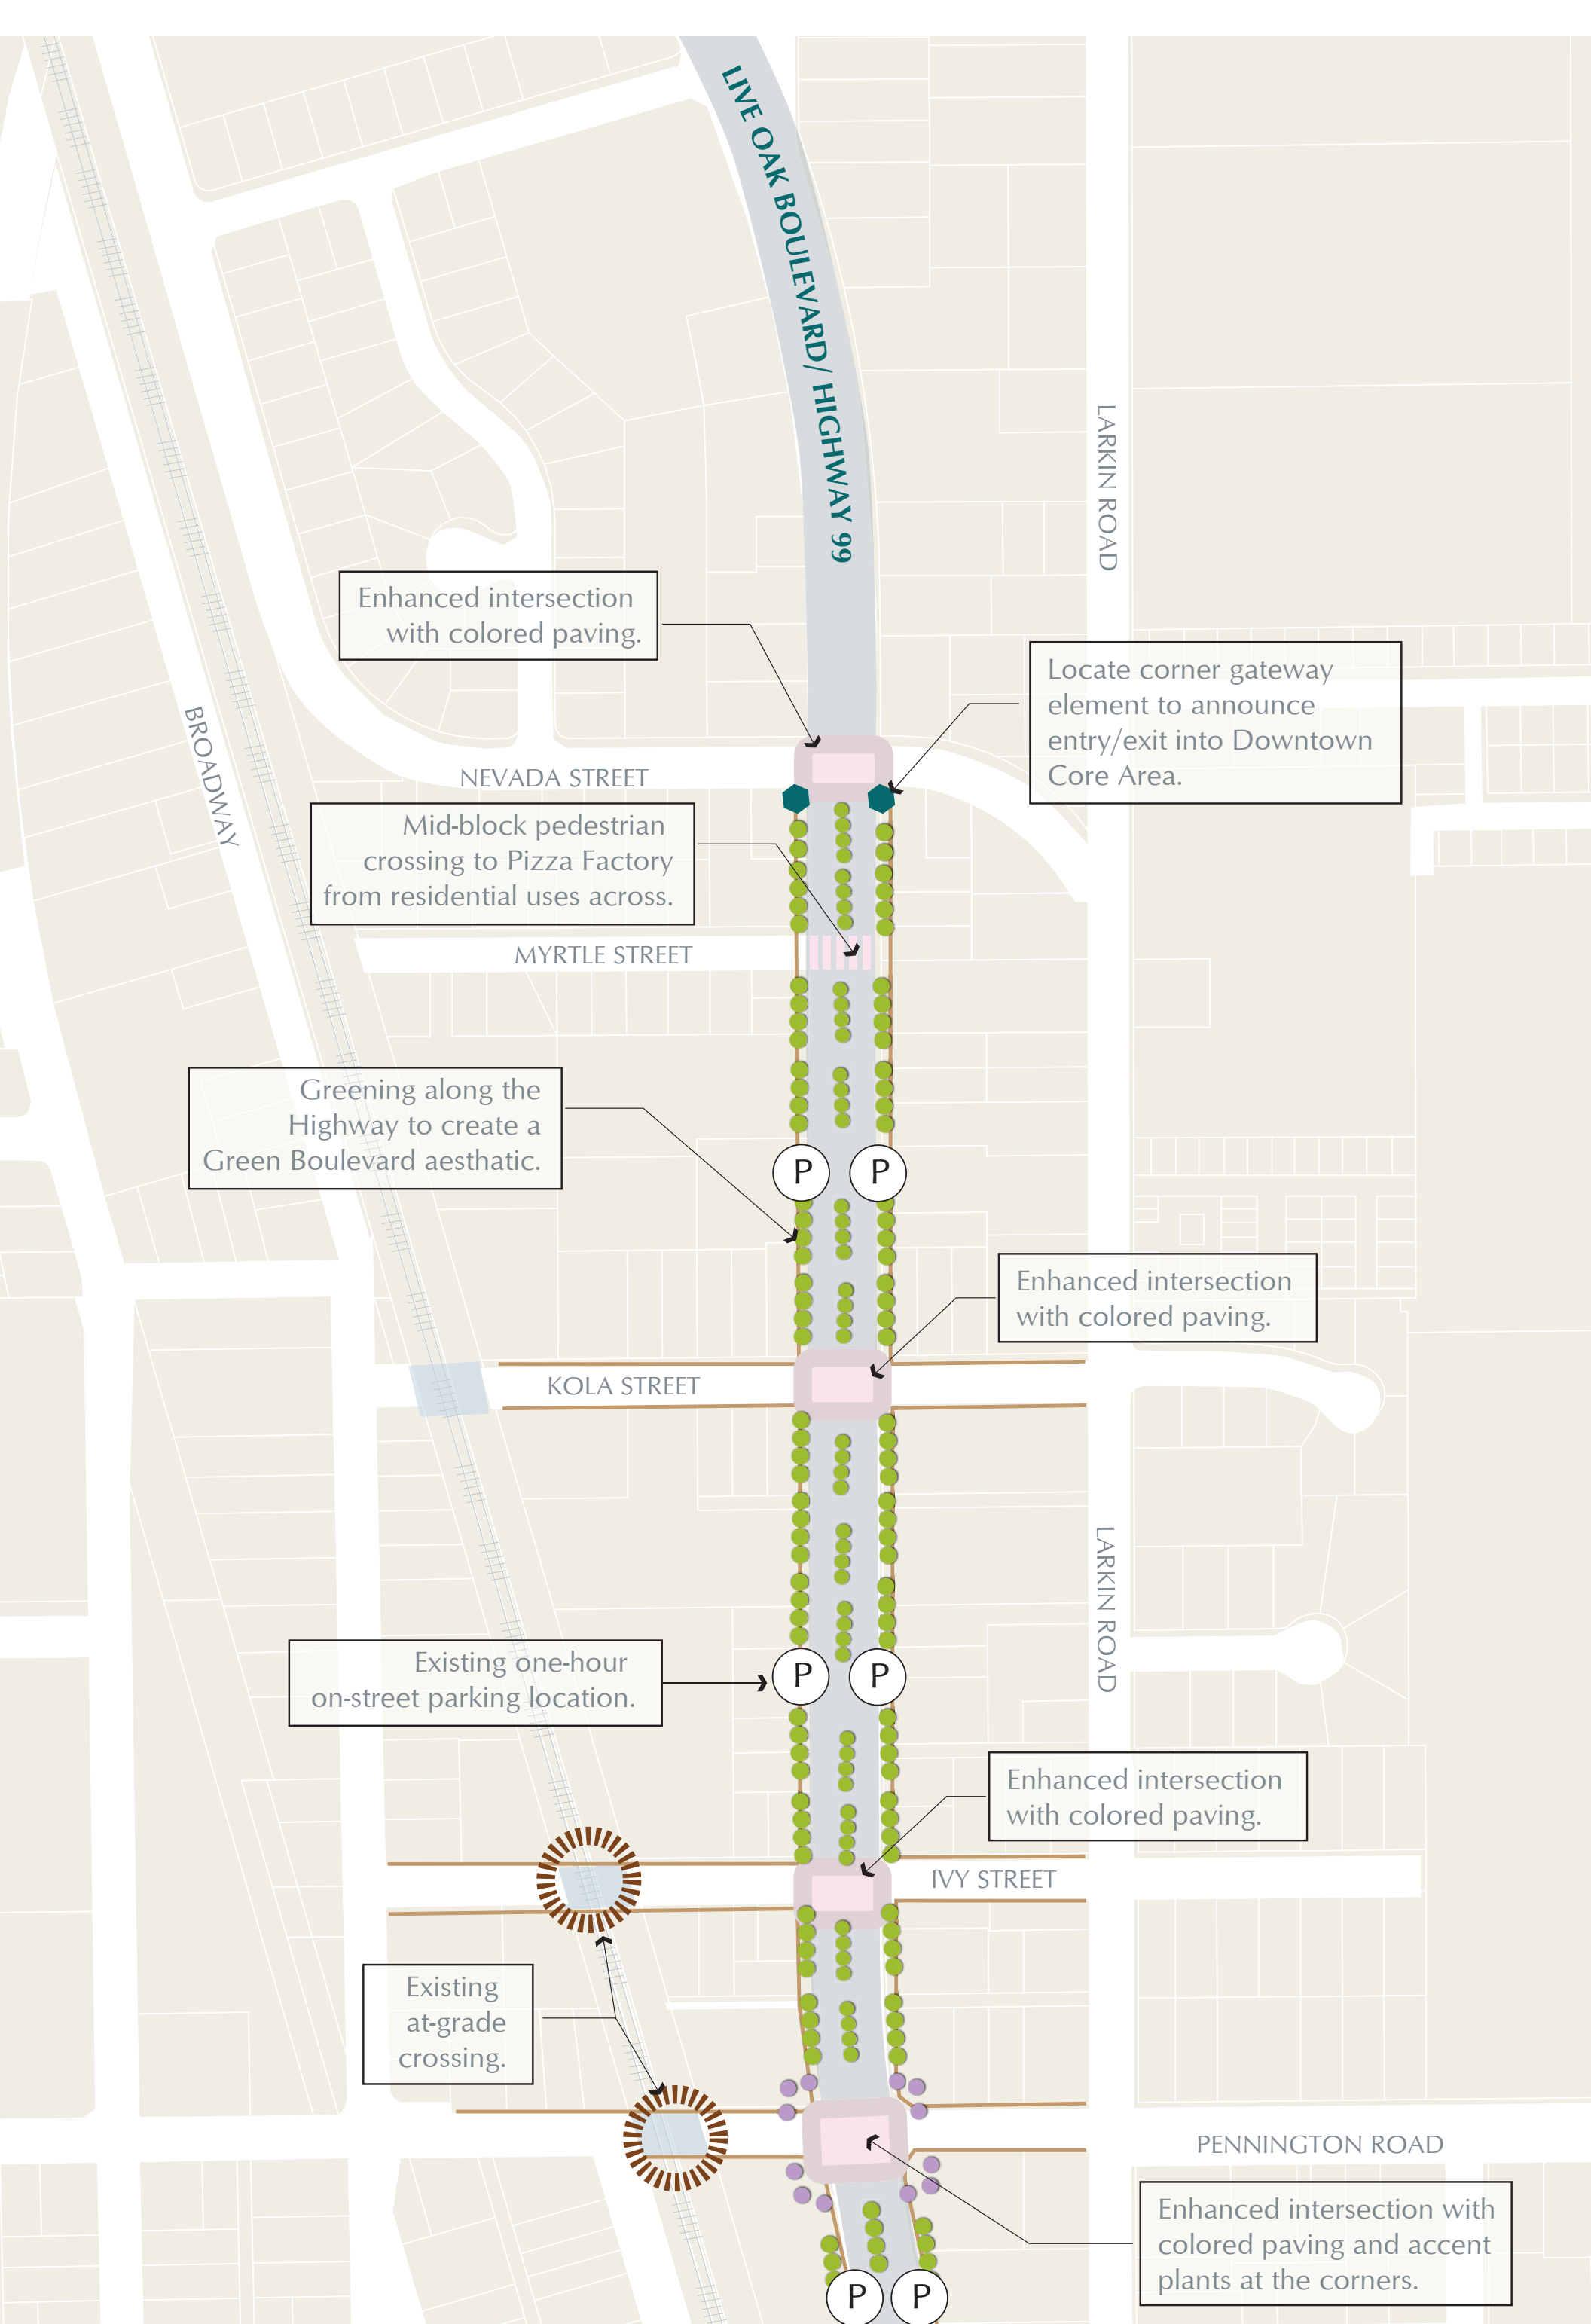 LIVE OAK BOULEVARD/ HIGHWAY 99
LARKIN ROAD
Enhanced intersection
with colored paving.
Locate corner gateway
element to announce
entry/exit into Downtown
Core Area.
BROADWAY
NEVADA STREET
Mid-block pedestrian
crossing to Pizza Factory
from residential uses across.
MYRTLE STREET
Greening along the
Highway to create a
Green Boulevard aesthatic.
P P
Enhanced intersection
with colored paving.
KOLA STREET
LARKIN ROAD
Existing one-hour
on-street parking location.
P P
Enhanced intersection
with colored paving.
IVY STREET
Existing
at-grade
crossing.
PENNINGTON ROAD
Enhanced intersection with
colored paving and accent
plants at the corners.
P P